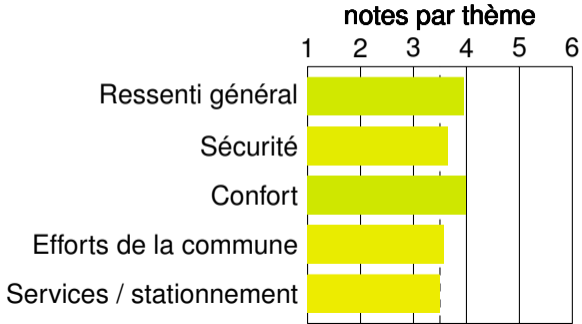 notes par thème
1 2 3 4 5 6
Ressenti général
Sécurité
Confort
Efforts de la commune
Services / stationnement